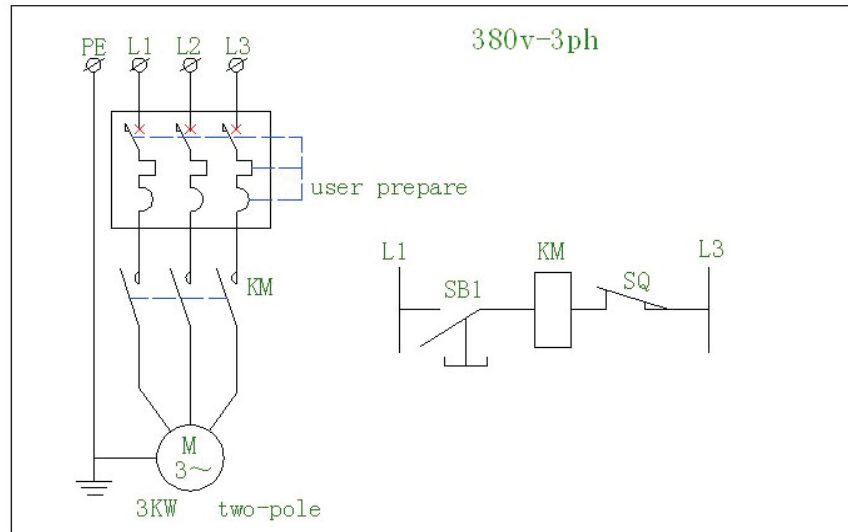 380v-3ph
PE L1 L2 L3
user prepare
KM
L1 SB1 KM SQ L3
M
3~
3KW two-pole